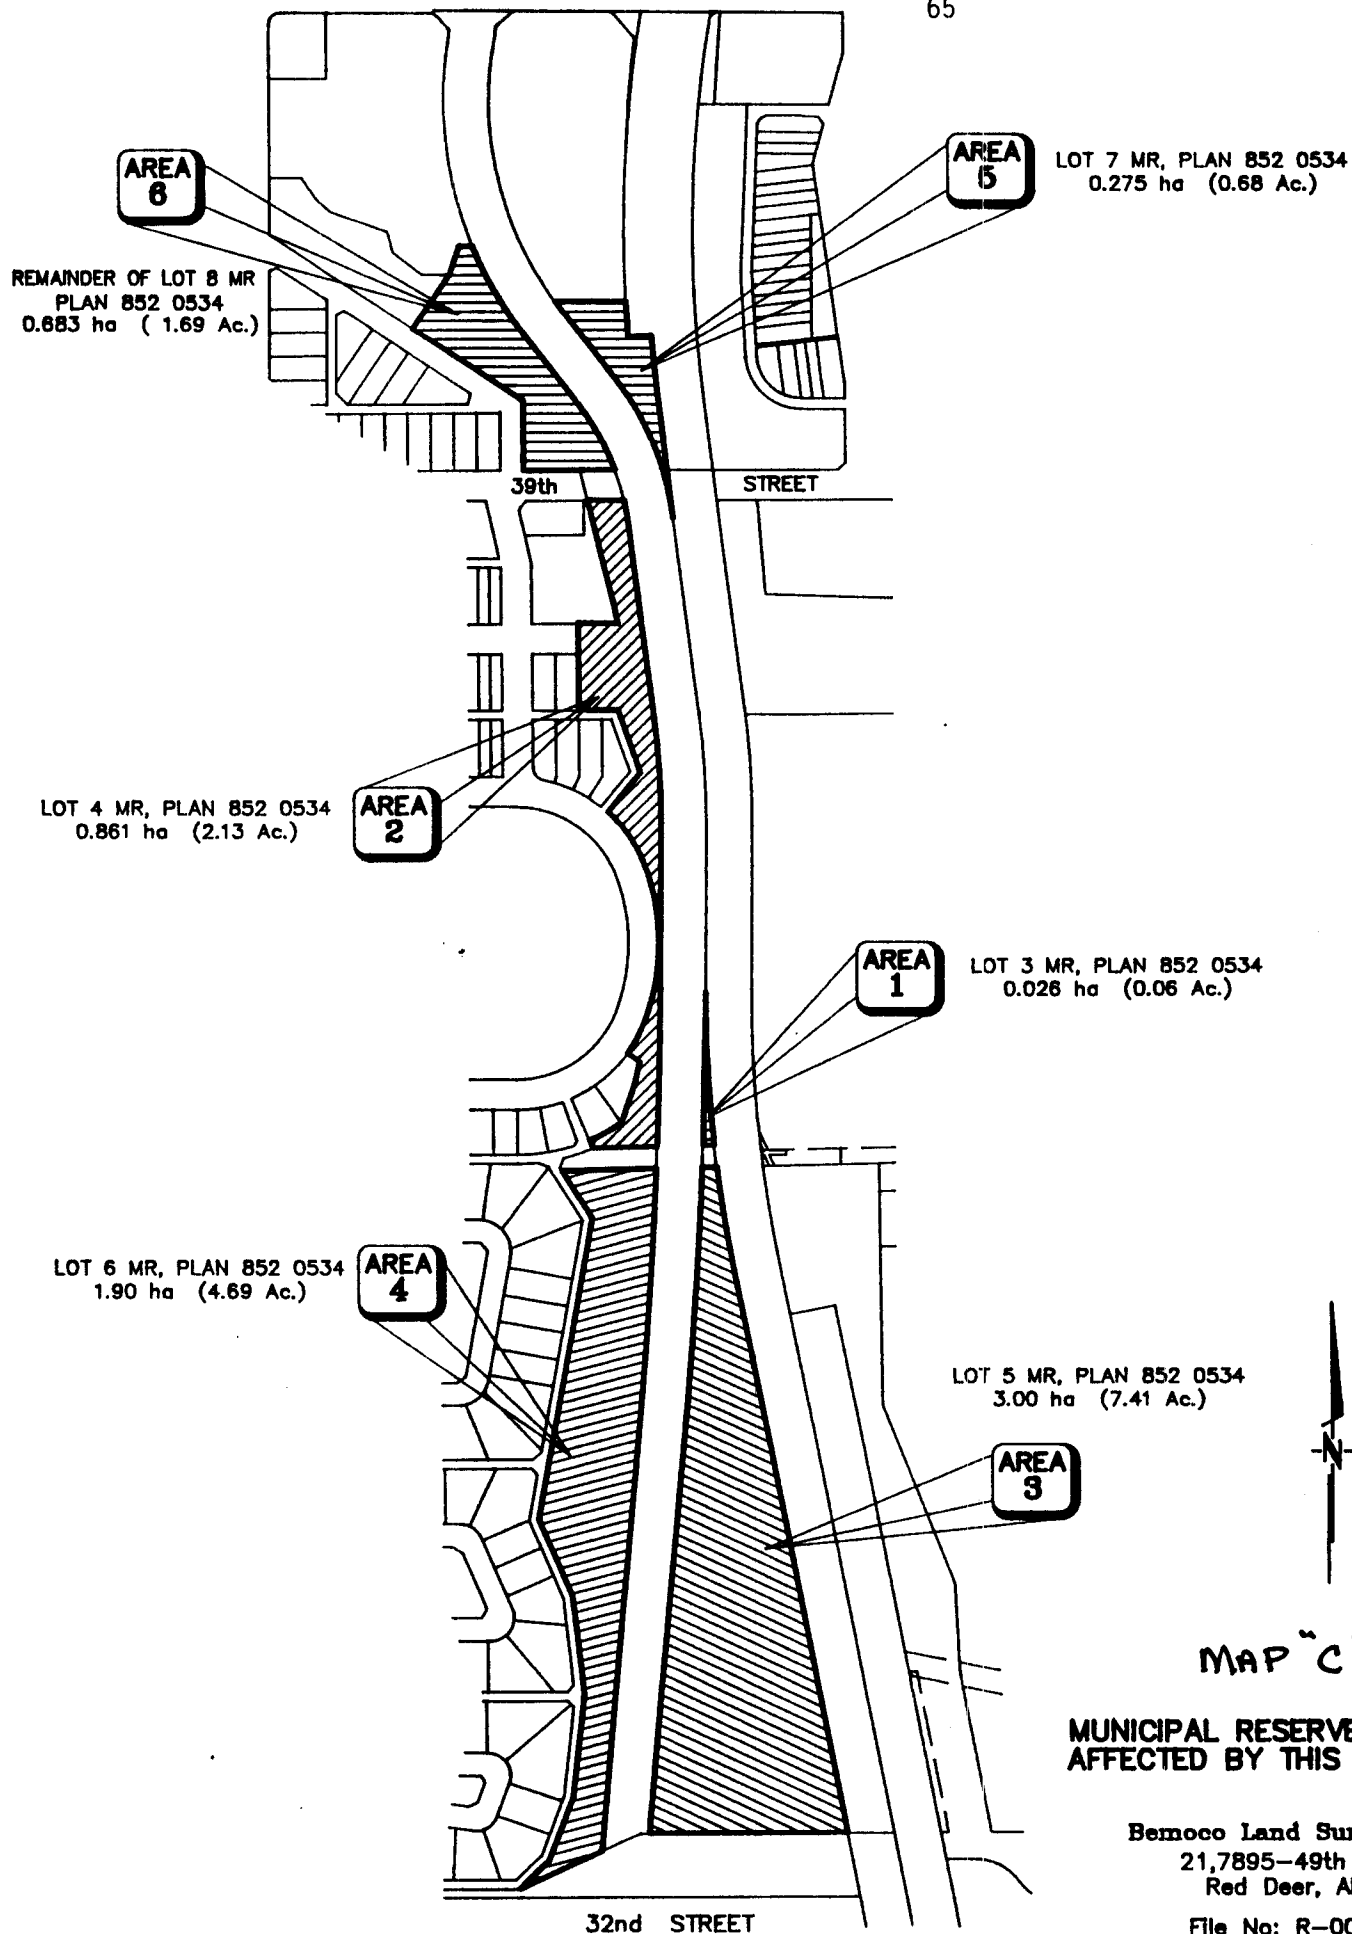 65
AREA
6
AREA
5
LOT 7 MR, PLAN 852 0534
0.275 ha (0.68 Ac.)
REMAINDER OF LOT 8 MR
PLAN 852 0534
0.683 ha ( 1.69 Ac.)
39th STREET
LOT 4 MR, PLAN 852 0534
0.861 ha (2.13 Ac.)
AREA
2
AREA
1
LOT 3 MR, PLAN 852 0534
0.026 ha (0.06 Ac.)
LOT 6 MR, PLAN 852 0534
1.90 ha (4.69 Ac.)
AREA
4
LOT 5 MR, PLAN 852 0534
3.00 ha (7.41 Ac.)
AREA
3
N
MAP "C
MUNICIPAL RESERVE
AFFECTED BY THIS
Bemoco Land Sur
21,7895-49th
Red Deer, A
File No: R-00
32nd STREET